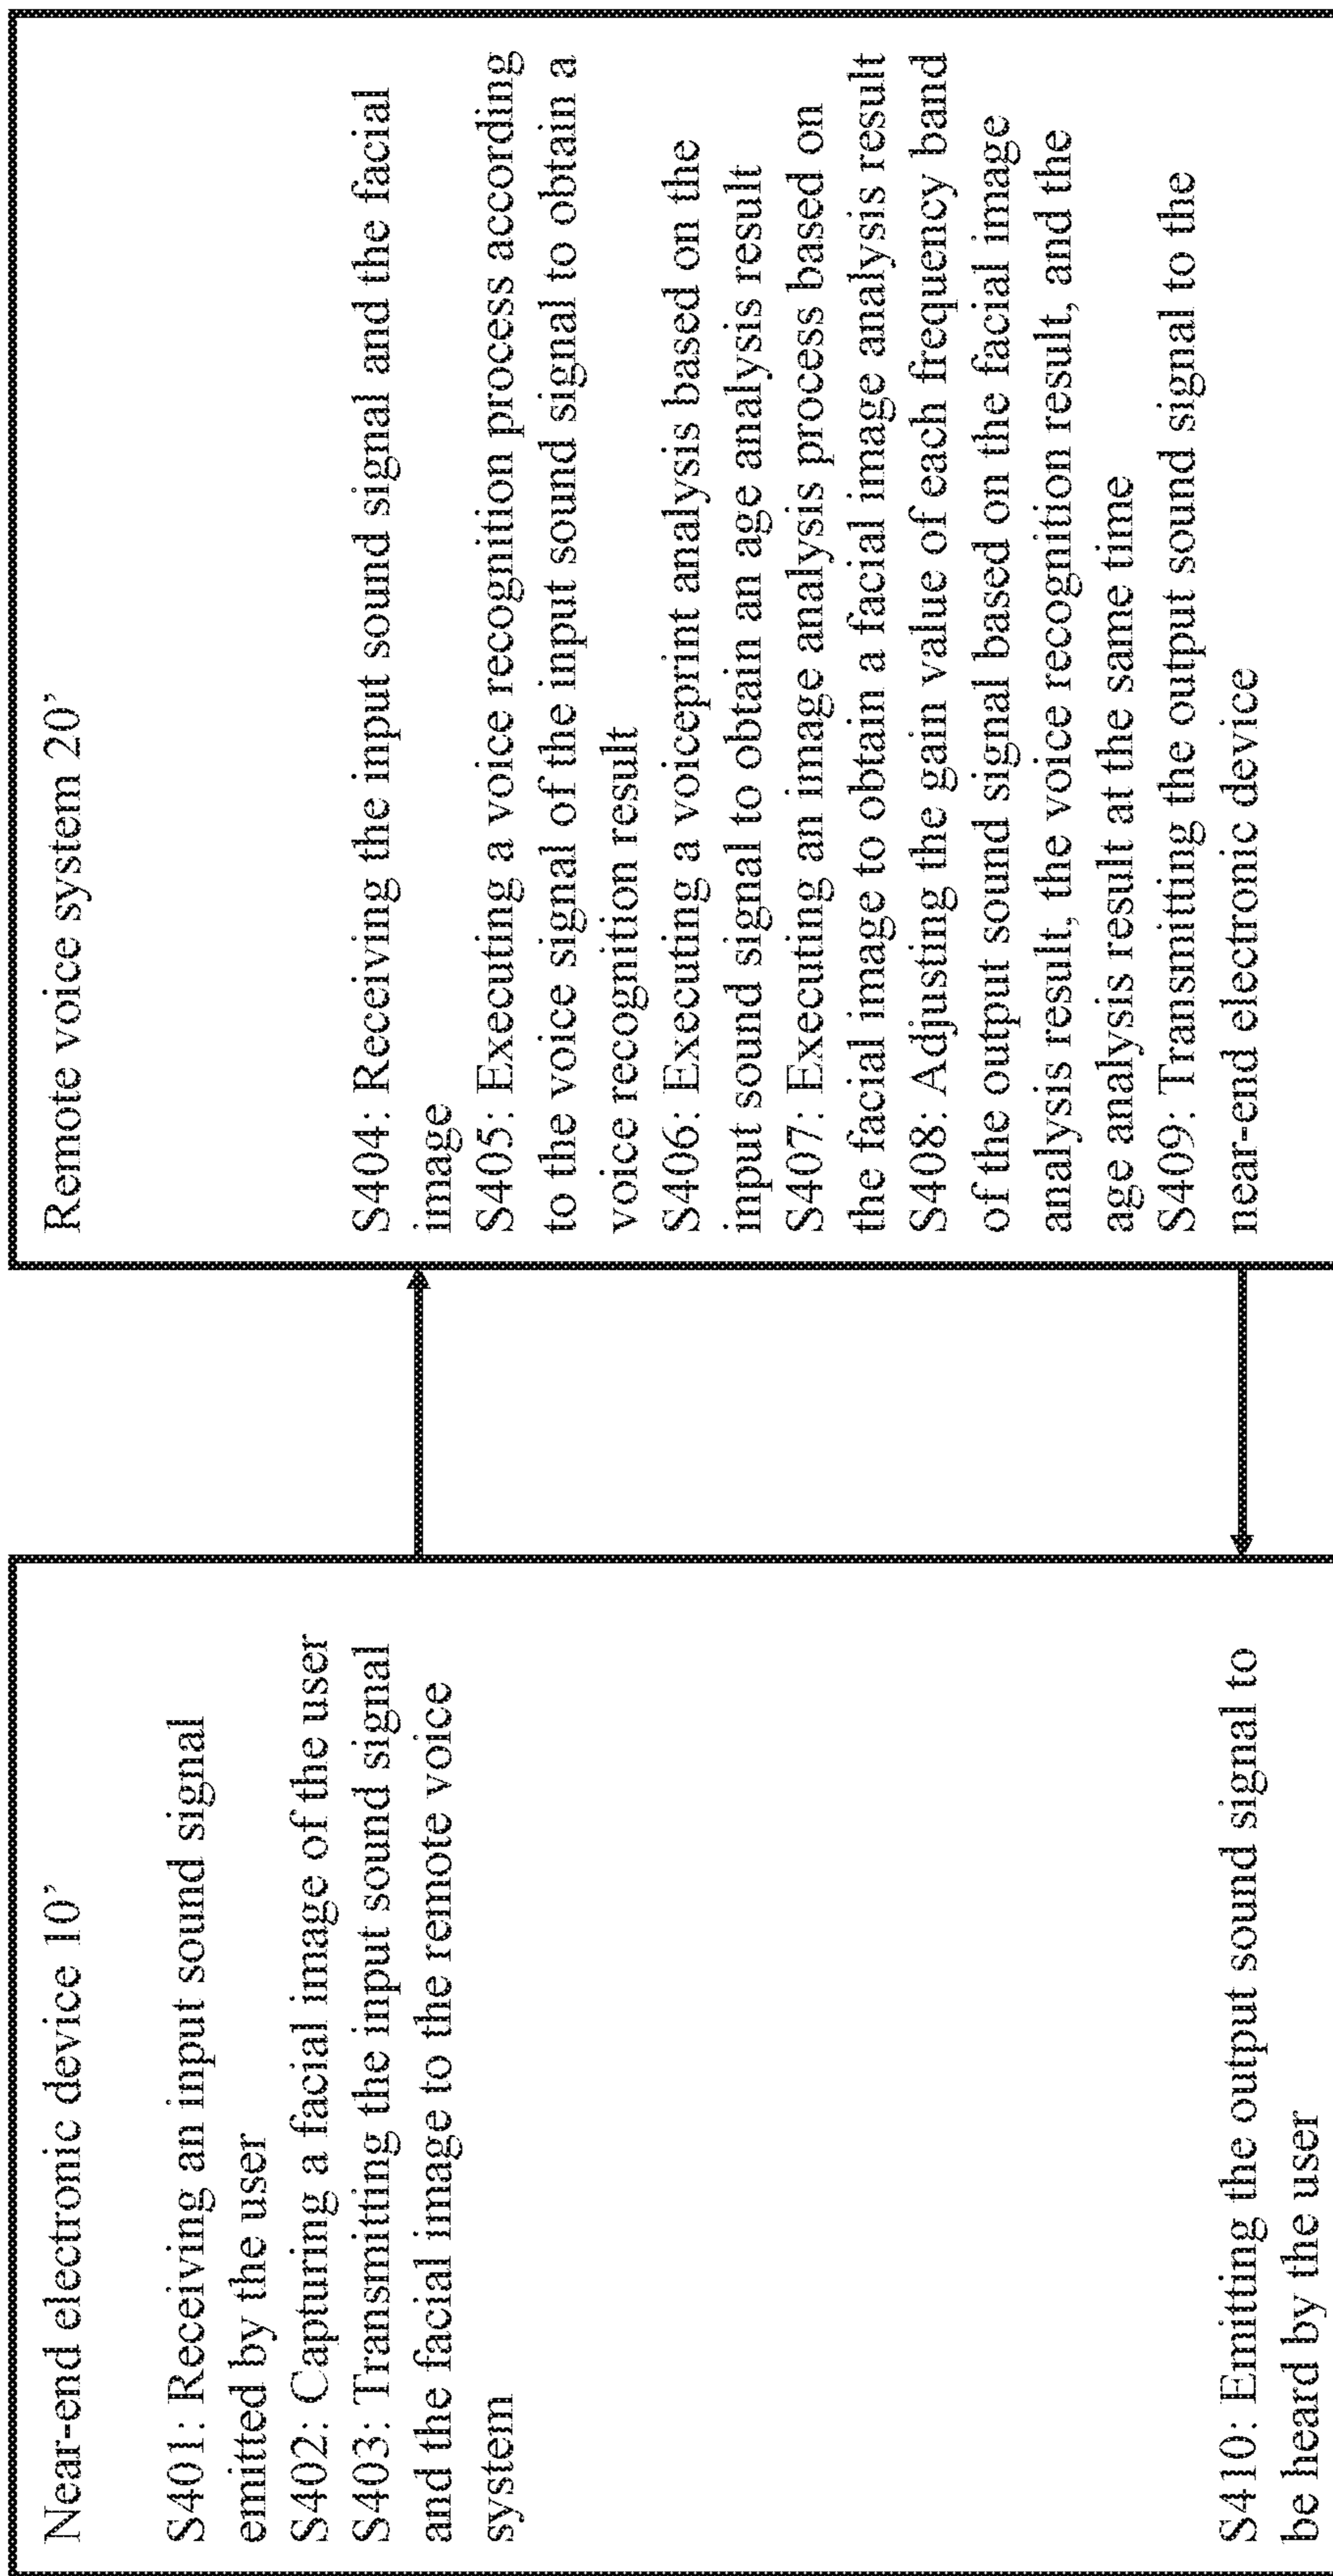 Near-end electronic device 10’
S401: Receiving an input sound signal
emitted by the user
S402: Capturing a facial image of the user
S403: Transmitting the input sound signal
and the facial image to the remote voice
system
S410: Emitting the output sound signal to
be heard by the user
Remote voice system 20’
S404: Receiving the input sound signal and the facial
image
S405: Executing a voice recognition process according
to the voice signal of the input sound signal to obtain a
voice recognition result
S406: Executing a voiceprint analysis based on the
input sound signal to obtain an age analysis result
S407: Executing an image analysis process based on
the facial image to obtain a facial image analysis result
S408: Adjusting the gain value of each frequency band
of the output sound signal based on the facial image
analysis result, the voice recognition result, and the
age analysis result at the same time
S409: Transmitting the output sound signal to the
near-end electronic device